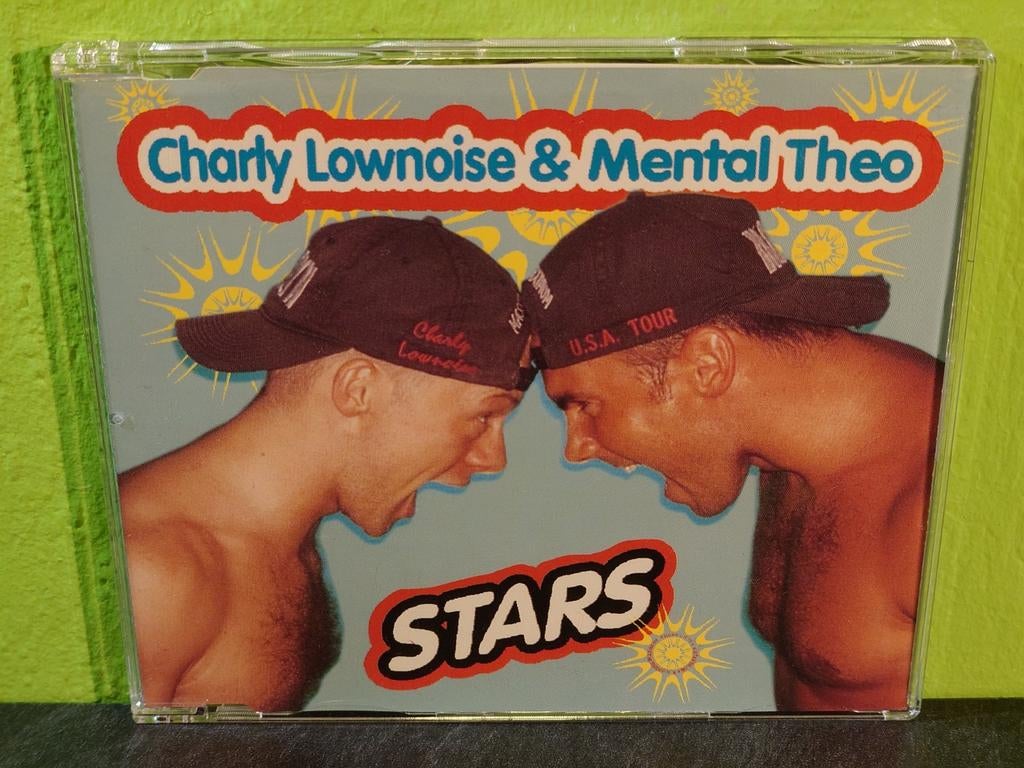 Charly Lownoise & Mental Theo
Charly
Lownoise
U.S.A. TOUR
STARS